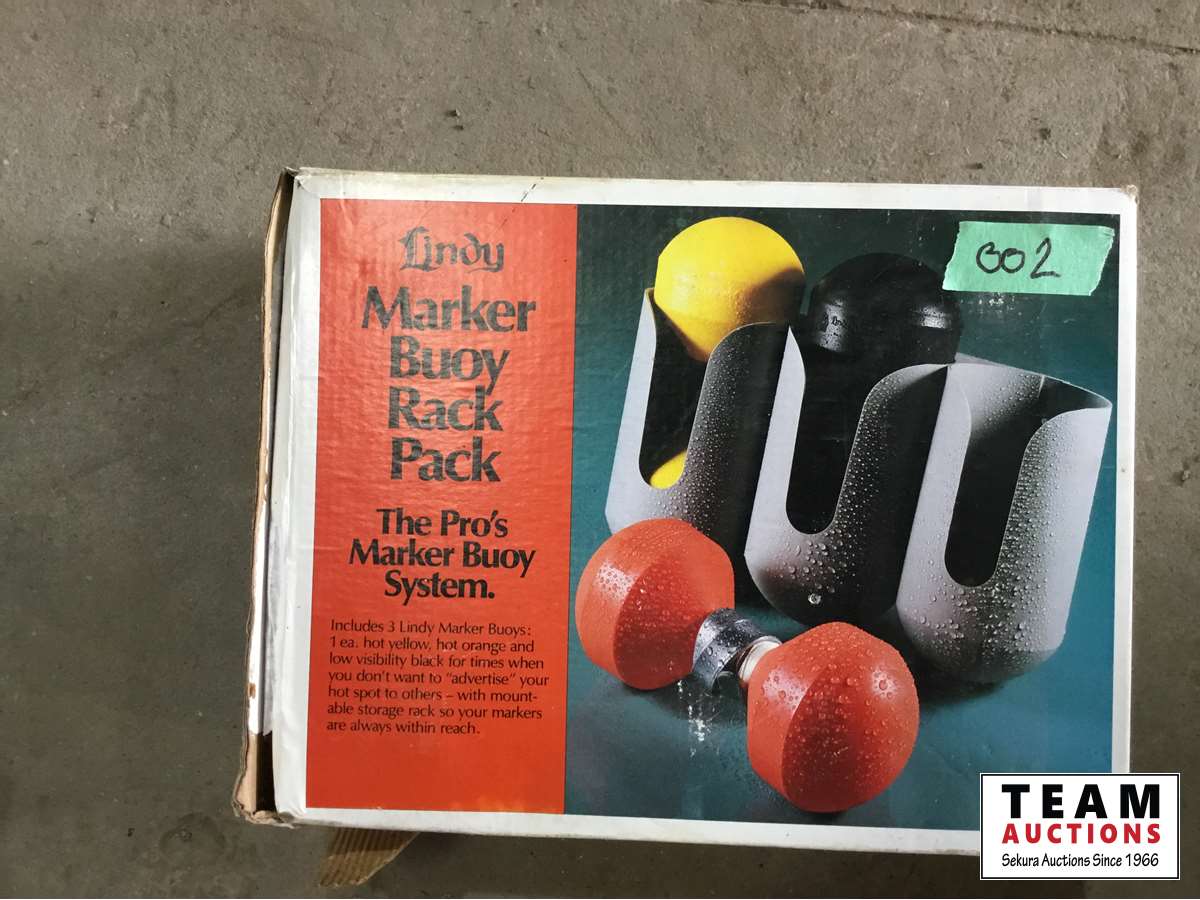 Lindy
Marker
Buoy
Rack
Pack
The Pro's
Marker Buoy
System.
Includes 3 Lindy Marker Buoys:
1 ea. hot yellow, hot orange and
low visibility black for times when
you don't want to "advertise" your
hot spot to others – with mount-
able storage rack so your markers
are always within reach.
002
Lindy
TEAM
AUCTIONS
Sekura Auctions Since 1966